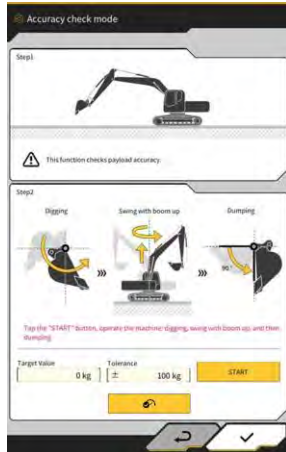 Accuracy check mode
Step1
This function checks payload accuracy.
Step2
Digging
Swing with boom up
Dumping
90°
Tap the "START" button, operate the machine: digging, swing with boom up, and then
dumping
Target Value
Tolerance
0 kg
± 100 kg
START